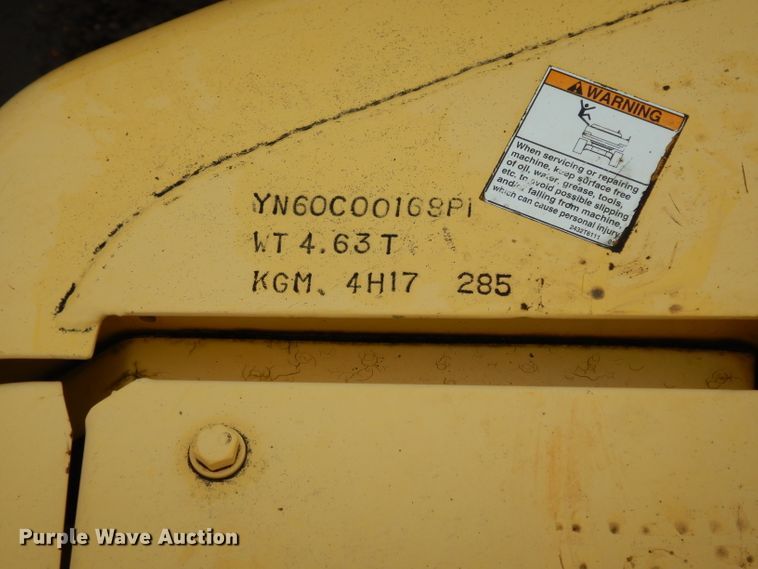 YN60C00169P1
WT 4.63 T
KGM. 4H17 285
WARNING
When servicing or repairing
machine, keep surface free
of oil, water, grease, tools,
etc. to avoid possible slipping
and/or falling from machine,
which can cause personal injury.
2432T6T11
Purple Wave Auction